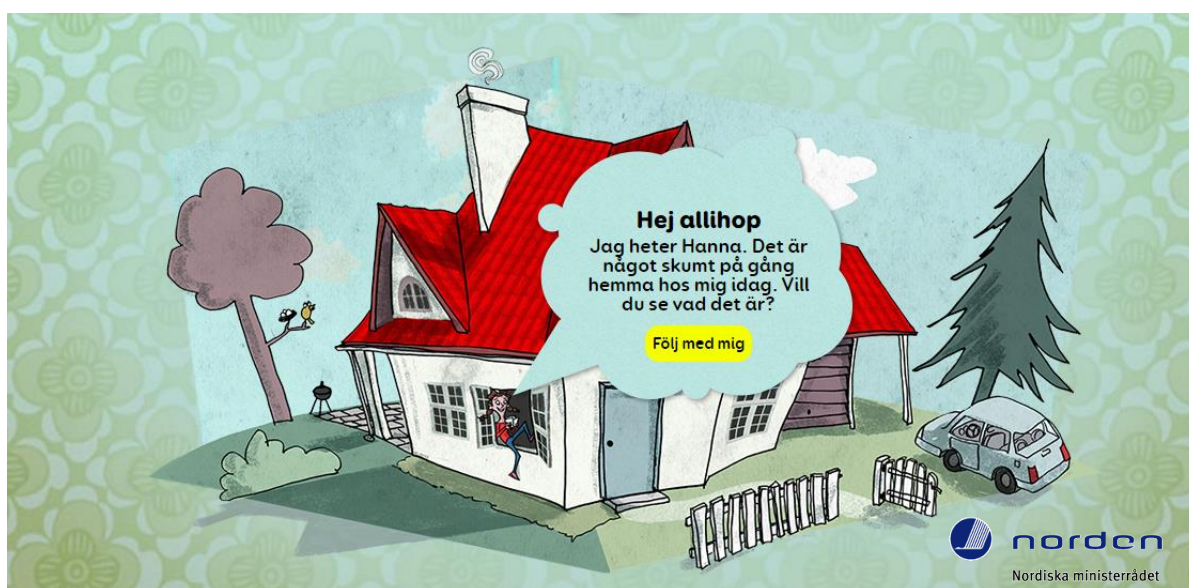 Hej allihop
Jag heter Hanna. Det är
något skumt på gång
hemma hos mig idag. Vill
du se vad det är?
Följ med mig
norden
Nordiska ministerrådet